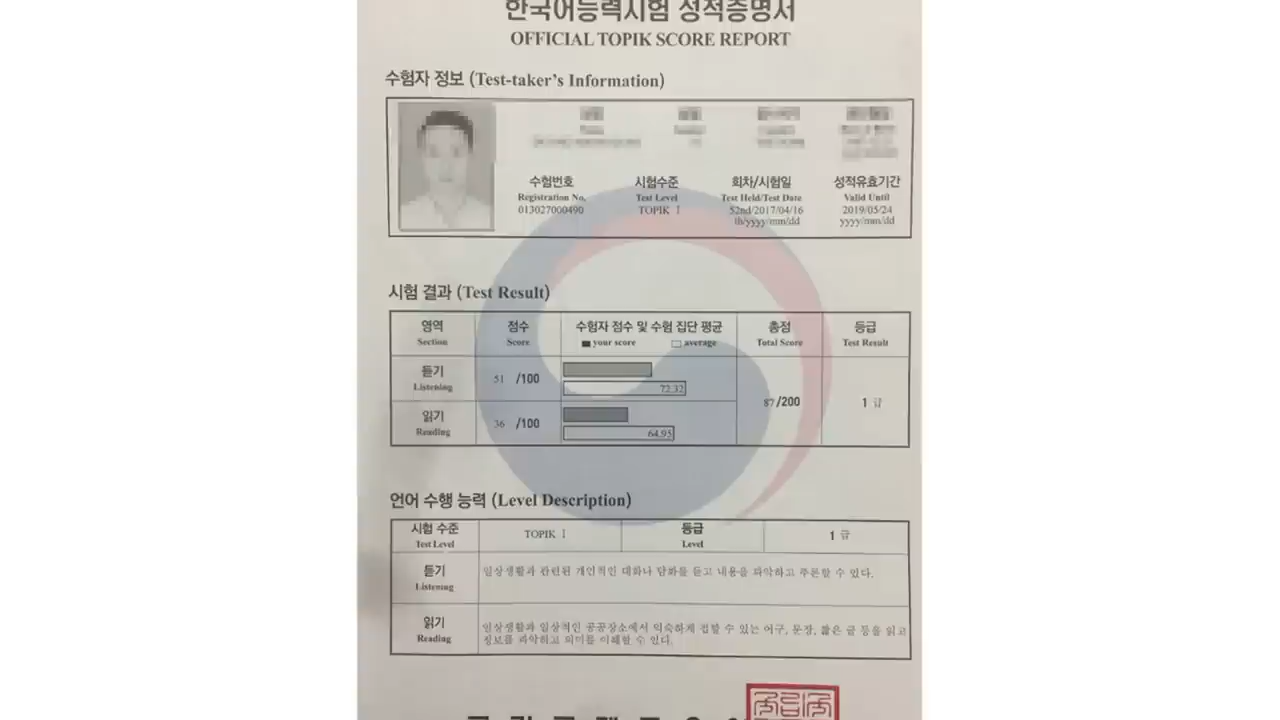 한국어능력시험 성적증명서
OFFICIAL TOPIK SCORE REPORT
수험자 정보 (Test-taker's Information)
수험번호 시험수준 회차/시험일 성적유효기간
Registration No. Test Level Test Held/Test Date Valid Until
013027000490 TOPIK Ⅰ 52nd/2017/04/16 2019/05/24
th/yyyy/mm/dd yyyy/mm/dd
시험 결과 (Test Result)
영역 점수 수험자 점수 및 수험 집단 평균 총점 등급
Section Score your score average Total Score Test Result
듣기
Listening
51 /100
72.32
읽기
Reading
36 /100
64.95
87/200
1 급
언어 수행 능력 (Level Description)
시험 수준 TOPIK Ⅰ 등급 1 급
Test Level Level
듣기 일상생활과 관련된 개인적인 대화나 담화를 듣고 내용을 파악하고 추론할 수 있다.
Listening
읽기 일상생활과 일상적인 공공장소에서 익숙하게 접할 수 있는 어구, 문장, 짧은 글 등을 읽고
Reading 정보를 파악하고 의미를 이해할 수 있다.